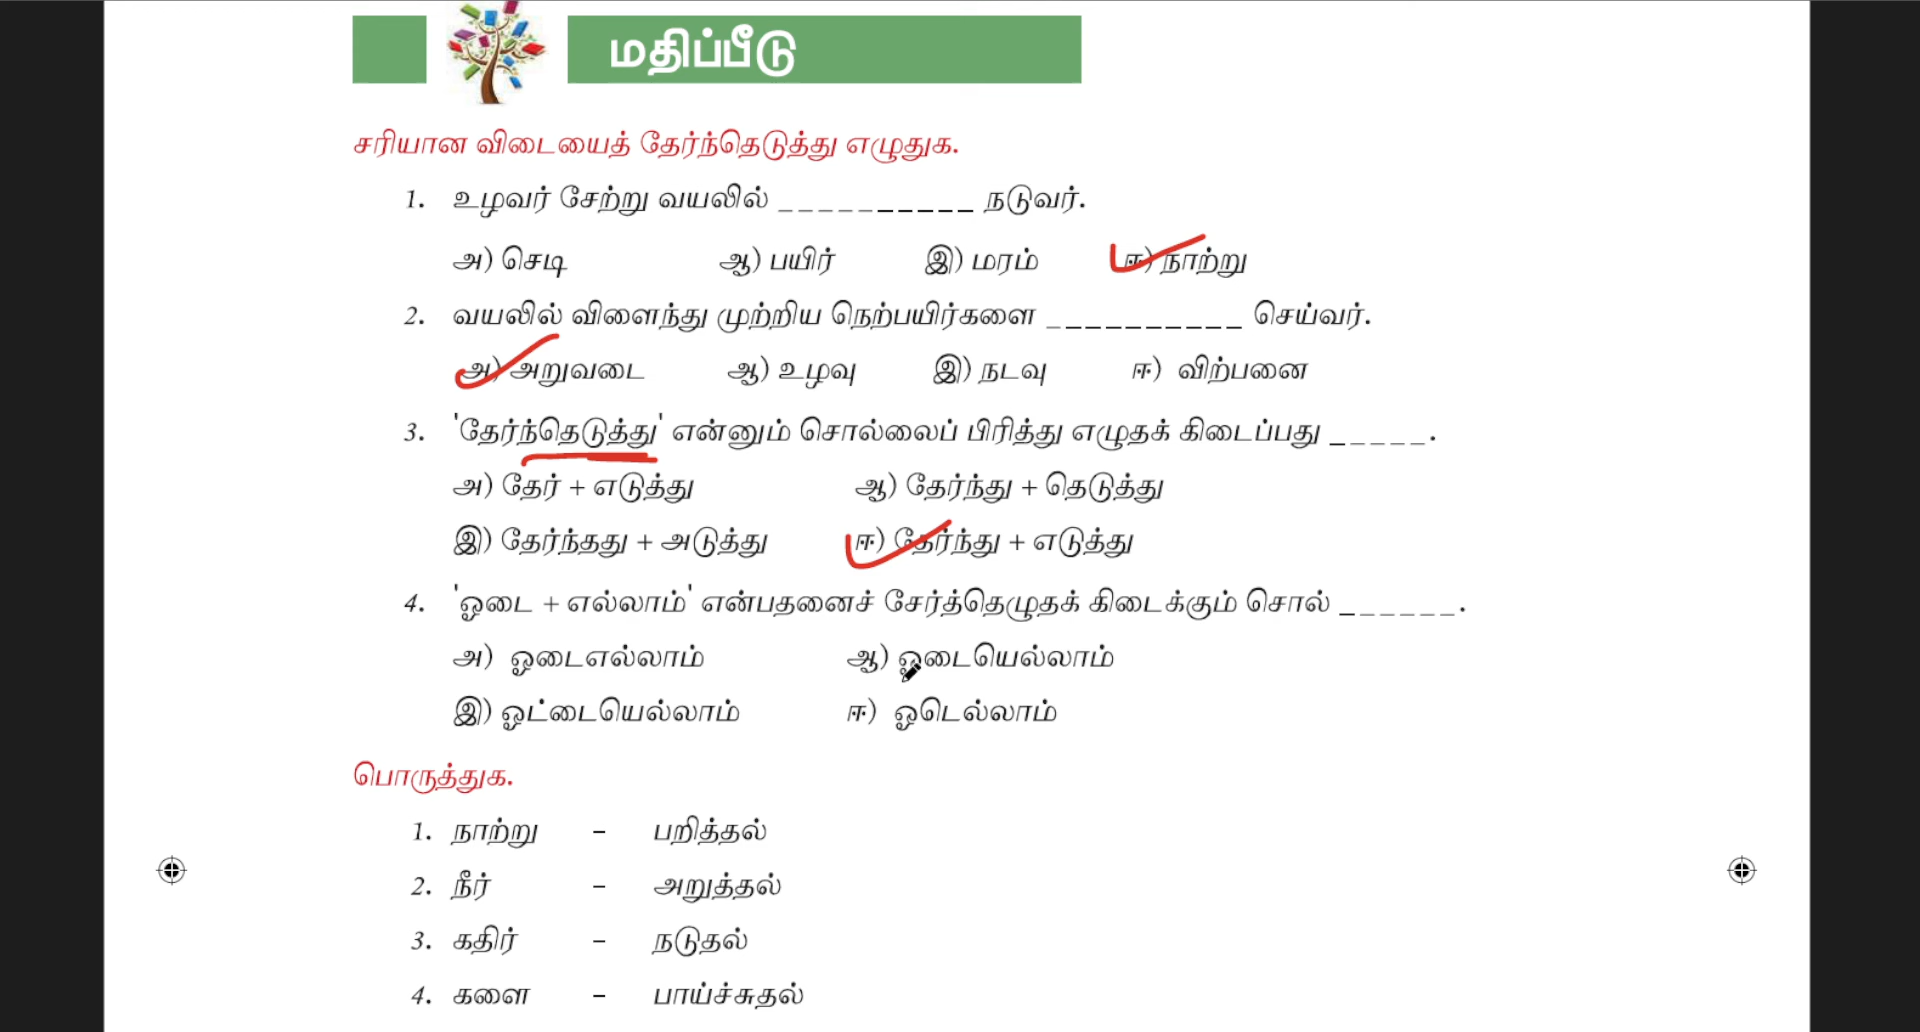 மதிப்பீடு
சரியான விடையைத் தேர்ந்தெடுத்து எழுதுக.
1. உழவர் சேற்று வயலில் __________ நடுவர்.
அ) செடி ஆ) பயிர் இ) மரம் ஈ) நாற்று
2. வயலில் விளைந்து முற்றிய நெற்பயிர்களை __________ செய்வர்.
அ) அறுவடை ஆ) உழவு இ) நடவு ஈ) விற்பனை
3. 'தேர்ந்தெடுத்து' என்னும் சொல்லைப் பிரித்து எழுதக் கிடைப்பது _____.
அ) தேர் + எடுத்து ஆ) தேர்ந்து + தெடுத்து
இ) தேர்ந்தது + அடுத்து ஈ) தேர்ந்து + எடுத்து
4. 'ஓடை + எல்லாம்' என்பதனைச் சேர்த்தெழுதக் கிடைக்கும் சொல் ______.
அ) ஓடைஎல்லாம் ஆ) ஓடையெல்லாம்
இ) ஓட்டையெல்லாம் ஈ) ஓடெல்லாம்
பொருத்துக.
1. நாற்று – பறித்தல்
2. நீர் – அறுத்தல்
3. கதிர் – நடுதல்
4. களை – பாய்ச்சுதல்